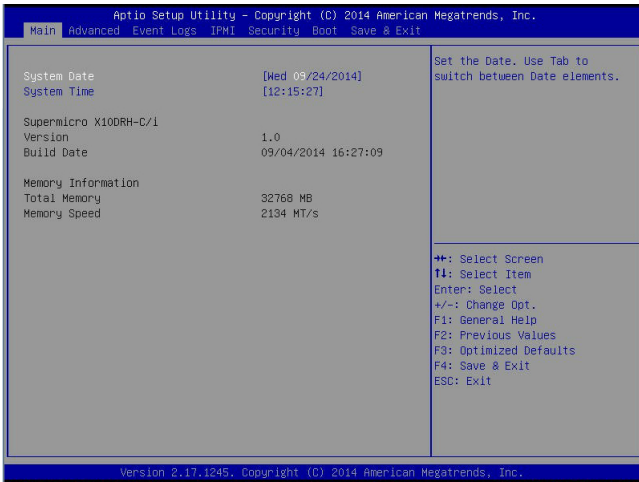 Aptio Setup Utility – Copyright (C) 2014 American Megatrends, Inc.
Main Advanced Event Logs IPMI Security Boot Save & Exit
System Date [Wed 09/24/2014]
System Time [12:15:27]
Supermicro X10DRH-C/i
Version 1.0
Build Date 09/04/2014 16:27:09
Memory Information
Total Memory 32768 MB
Memory Speed 2134 MT/s
Set the Date. Use Tab to
switch between Date elements.
→←: Select Screen
↑↓: Select Item
Enter: Select
+/-: Change Opt.
F1: General Help
F2: Previous Values
F3: Optimized Defaults
F4: Save & Exit
ESC: Exit
Version 2.17.1245. Copyright (C) 2014 American Megatrends, Inc.